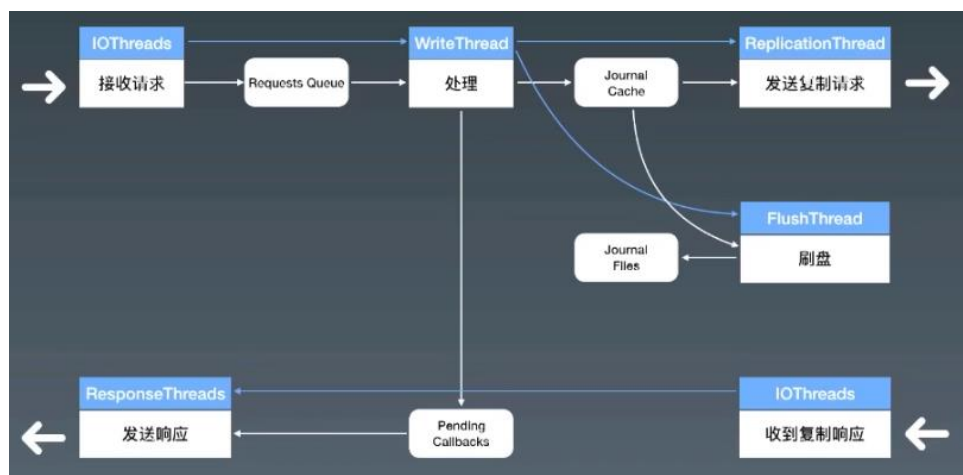 IOThreads
接收请求
Requests Queue
WriteThread
处理
Journal
Cache
ReplicationThread
发送复制请求
FlushThread
刷盘
Journal
Files
ResponseThreads
发送响应
Pending
Callbacks
IOThreads
收到复制响应